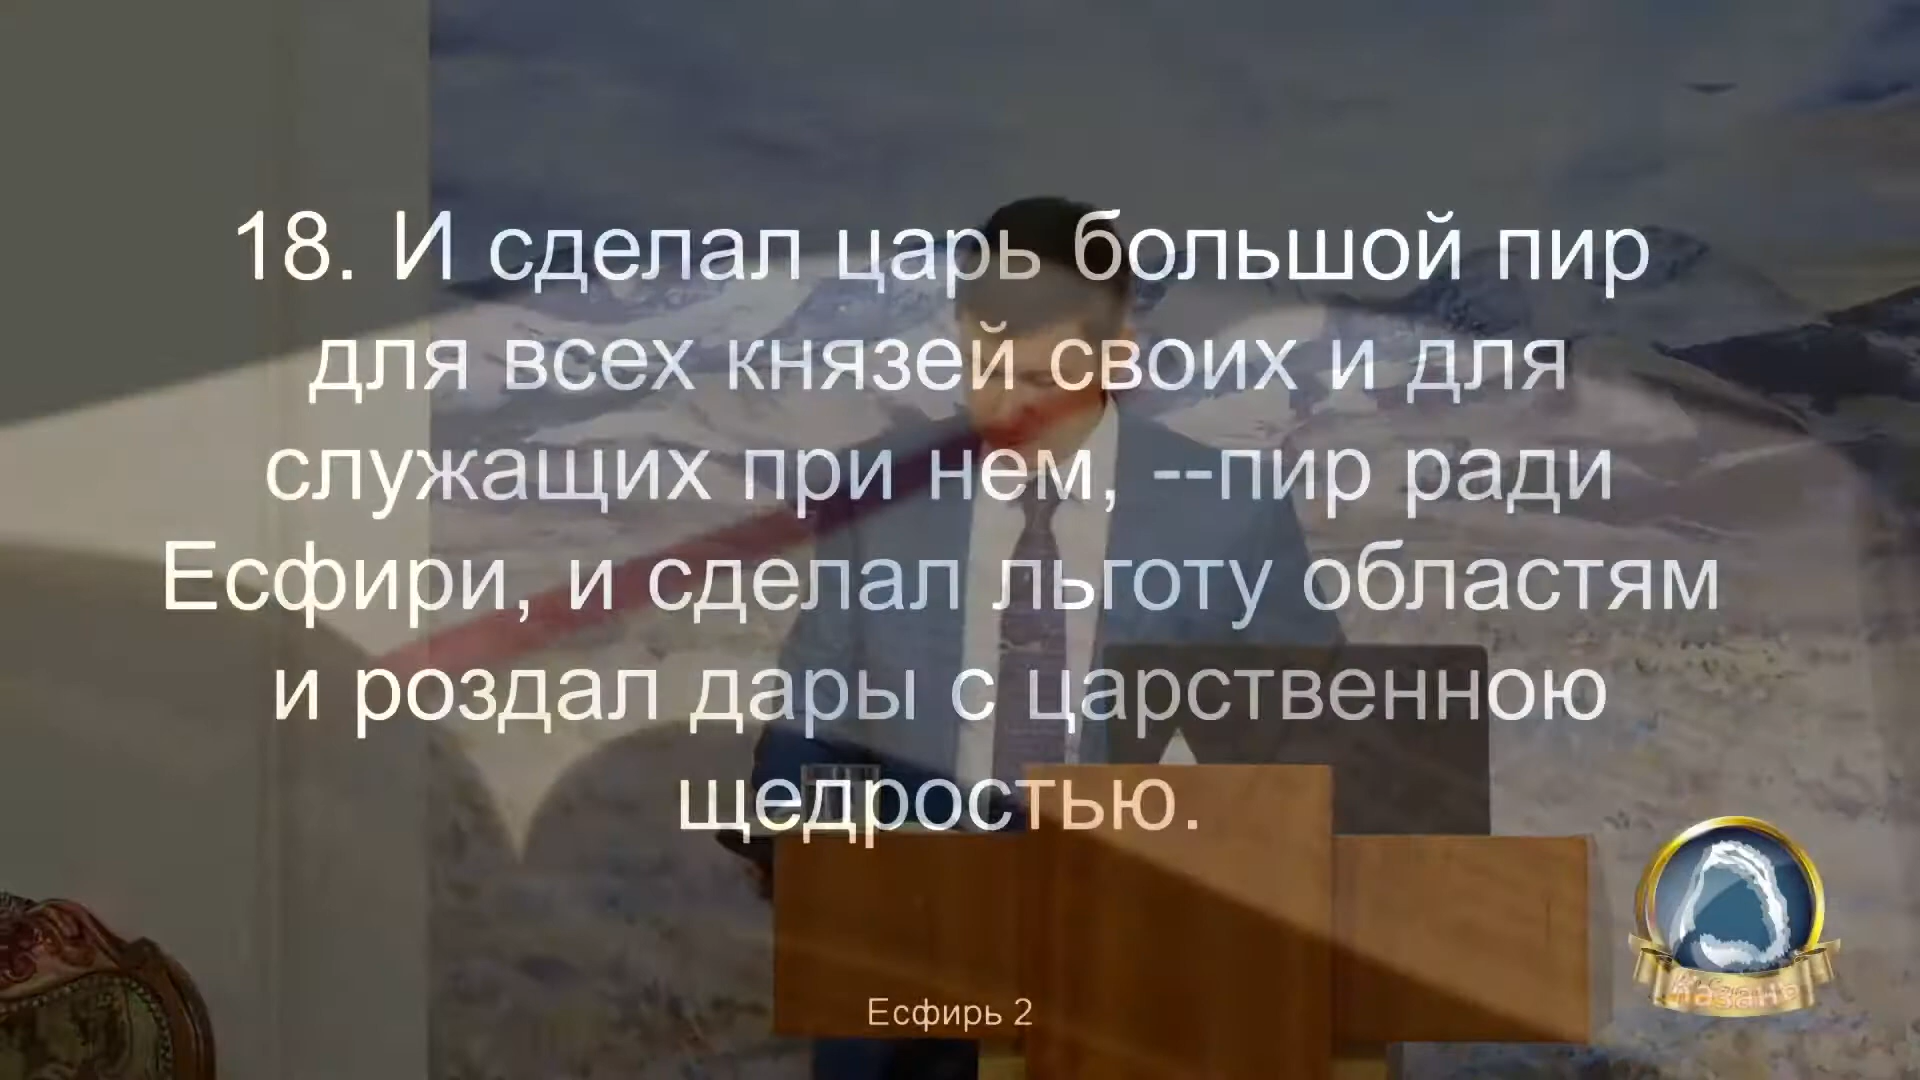 18. И сделал царь большой пир
для всех князей своих и для
служащих при нем, --пир ради
Есфири, и сделал льготу областям
и роздал дары с царственною
щедростью.
Есфирь 2
Казань